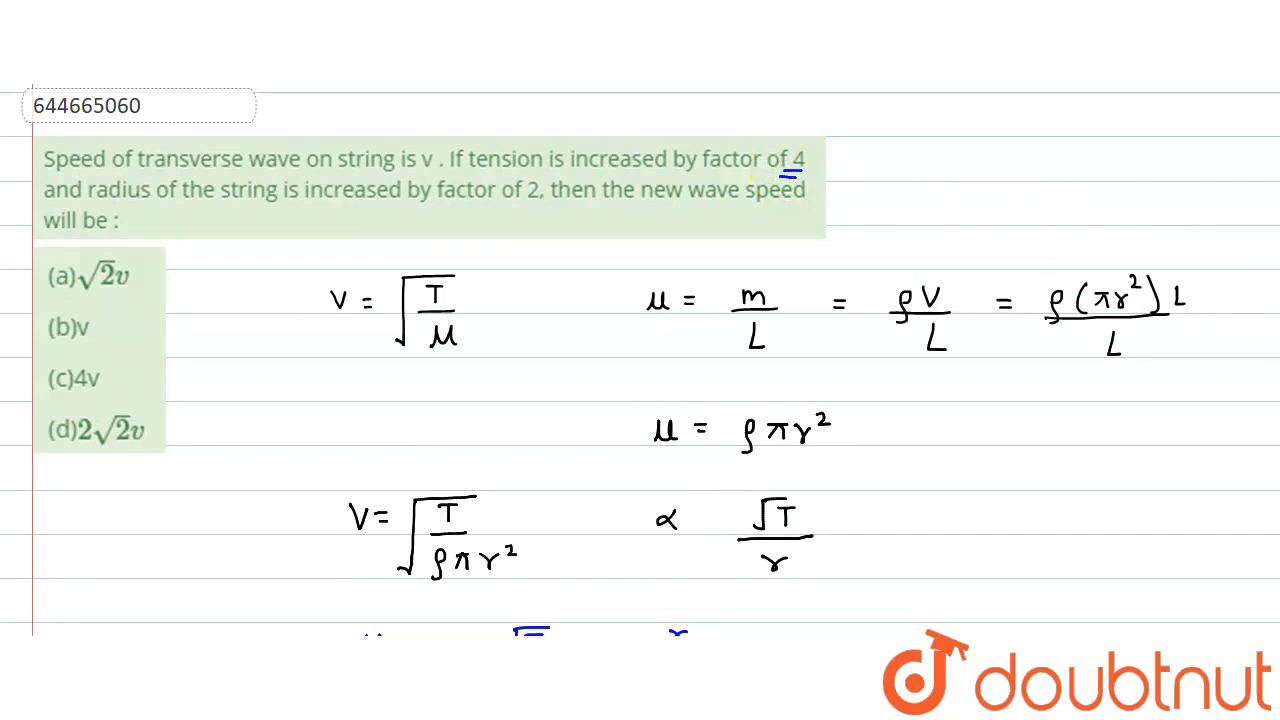 644665060
Speed of transverse wave on string is v . If tension is increased by factor of 4
and radius of the string is increased by factor of 2, then the new wave speed
will be :
(a)√2v
(b)v
(c)4v
(d)2√2v
V = √(T/μ) μ = m/L = ρV/L = ρ(πr²)L/L
μ = ρπr²
V = √(T/ρπr²) ∝ √T/r
doubtnut